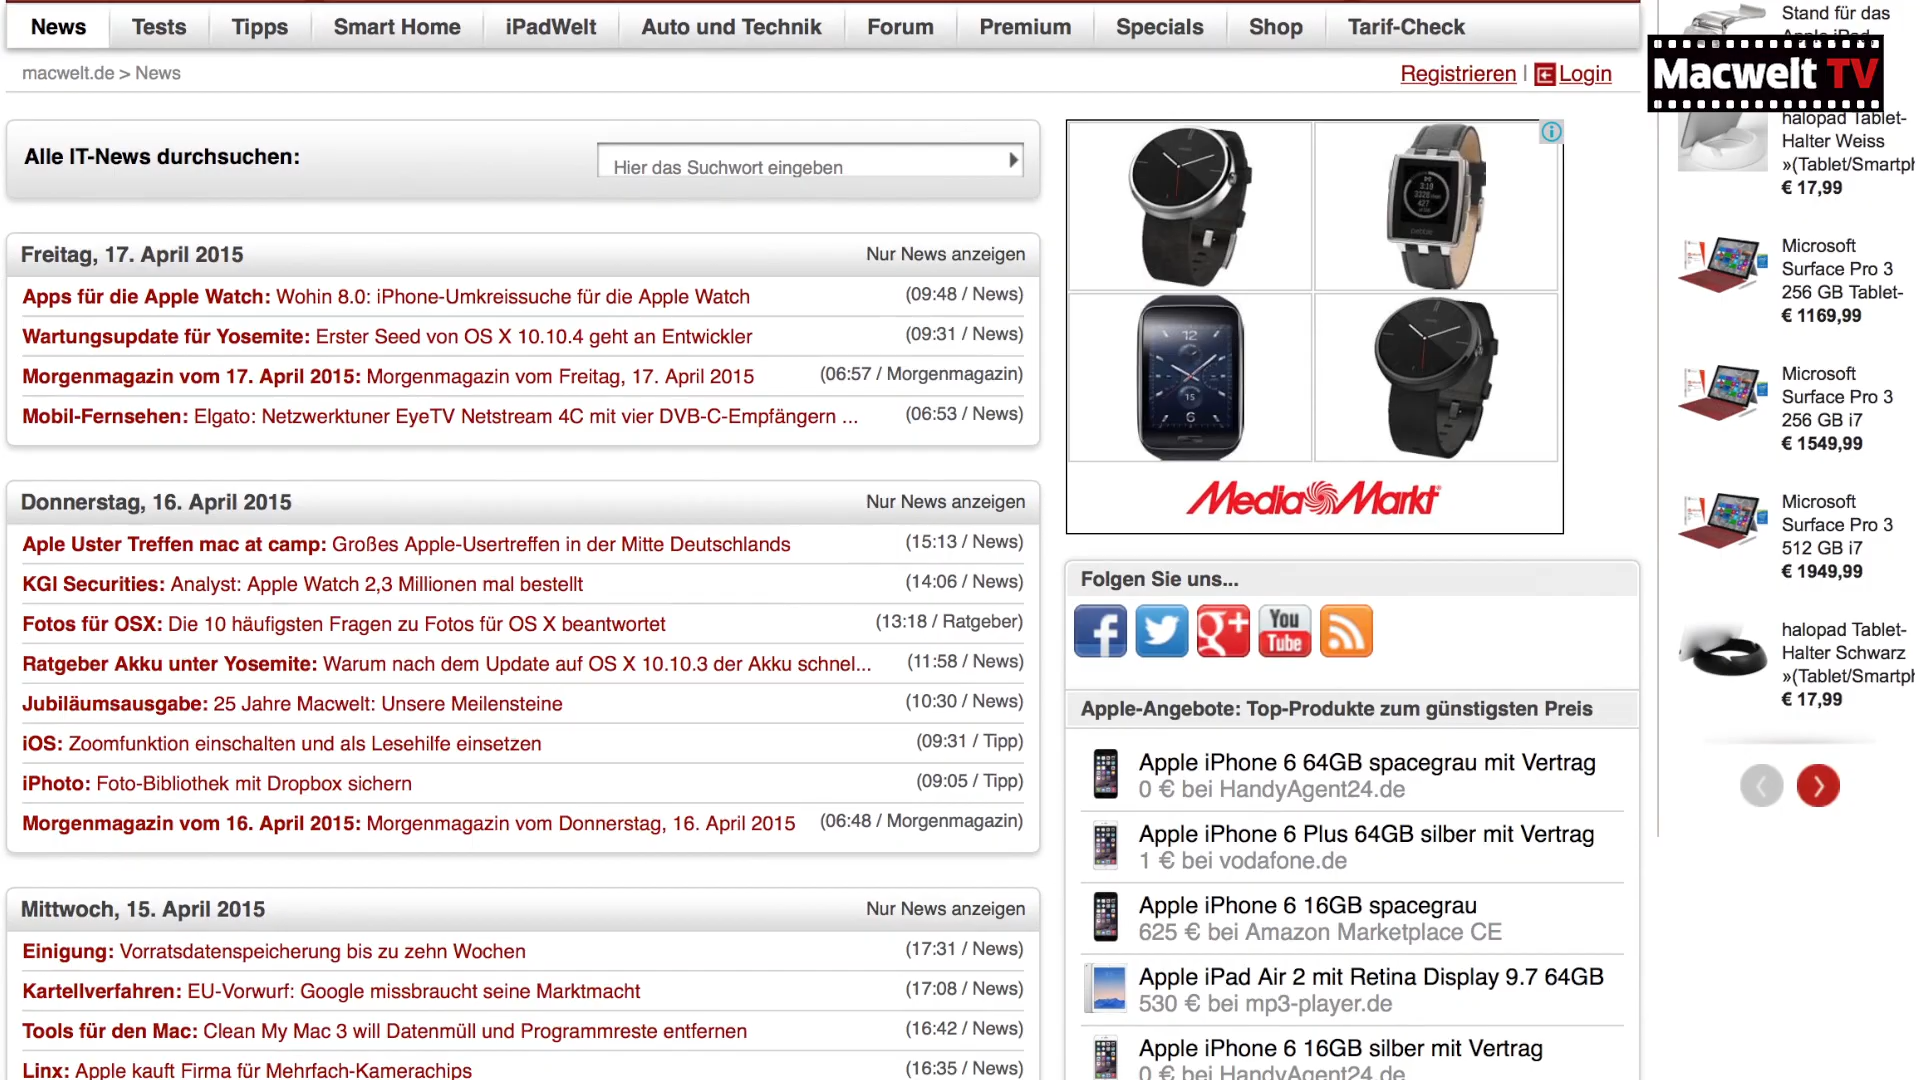 News Tests Tipps Smart Home iPadWelt Auto und Technik Forum Premium Specials Shop Tarif-Check
macwelt.de > News
Registrieren | Login
Alle IT-News durchsuchen:
Hier das Suchwort eingeben
Freitag, 17. April 2015 Nur News anzeigen
Apps für die Apple Watch: Wohin 8.0: iPhone-Umkreissuche für die Apple Watch (09:48 / News)
Wartungsupdate für Yosemite: Erster Seed von OS X 10.10.4 geht an Entwickler (09:31 / News)
Morgenmagazin vom 17. April 2015: Morgenmagazin vom Freitag, 17. April 2015 (06:57 / Morgenmagazin)
Mobil-Fernsehen: Elgato: Netzwerktuner EyeTV Netstream 4C mit vier DVB-C-Empfängern ... (06:53 / News)
Donnerstag, 16. April 2015 Nur News anzeigen
Aple Uster Treffen mac at camp: Großes Apple-Usertreffen in der Mitte Deutschlands (15:13 / News)
KGI Securities: Analyst: Apple Watch 2,3 Millionen mal bestellt (14:06 / News)
Fotos für OSX: Die 10 häufigsten Fragen zu Fotos für OS X beantwortet (13:18 / Ratgeber)
Ratgeber Akku unter Yosemite: Warum nach dem Update auf OS X 10.10.3 der Akku schnel... (11:58 / News)
Jubiläumsausgabe: 25 Jahre Macwelt: Unsere Meilensteine (10:30 / News)
iOS: Zoomfunktion einschalten und als Lesehilfe einsetzen (09:31 / Tipp)
iPhoto: Foto-Bibliothek mit Dropbox sichern (09:05 / Tipp)
Morgenmagazin vom 16. April 2015: Morgenmagazin vom Donnerstag, 16. April 2015 (06:48 / Morgenmagazin)
Mittwoch, 15. April 2015 Nur News anzeigen
Einigung: Vorratsdatenspeicherung bis zu zehn Wochen (17:31 / News)
Kartellverfahren: EU-Vorwurf: Google missbraucht seine Marktmacht (17:08 / News)
Tools für den Mac: Clean My Mac 3 will Datenmüll und Programmreste entfernen (16:42 / News)
Linx: Apple kauft Firma für Mehrfach-Kamerachips (16:35 / News)
MediaMarkt
Folgen Sie uns...
You
Tube
Apple-Angebote: Top-Produkte zum günstigsten Preis
Apple iPhone 6 64GB spacegrau mit Vertrag
0 € bei HandyAgent24.de
Apple iPhone 6 Plus 64GB silber mit Vertrag
1 € bei vodafone.de
Apple iPhone 6 16GB spacegrau
625 € bei Amazon Marketplace CE
Apple iPad Air 2 mit Retina Display 9.7 64GB
530 € bei mp3-player.de
Apple iPhone 6 16GB silber mit Vertrag
0 € bei HandyAgent24.de
Stand für das
Apple iPad,
Macwelt TV
halopad Tablet-
Halter Weiss
»(Tablet/Smartph
€ 17,99
Microsoft
Surface Pro 3
256 GB Tablet-
€ 1169,99
Microsoft
Surface Pro 3
256 GB i7
€ 1549,99
Microsoft
Surface Pro 3
512 GB i7
€ 1949,99
halopad Tablet-
Halter Schwarz
»(Tablet/Smartph
€ 17,99